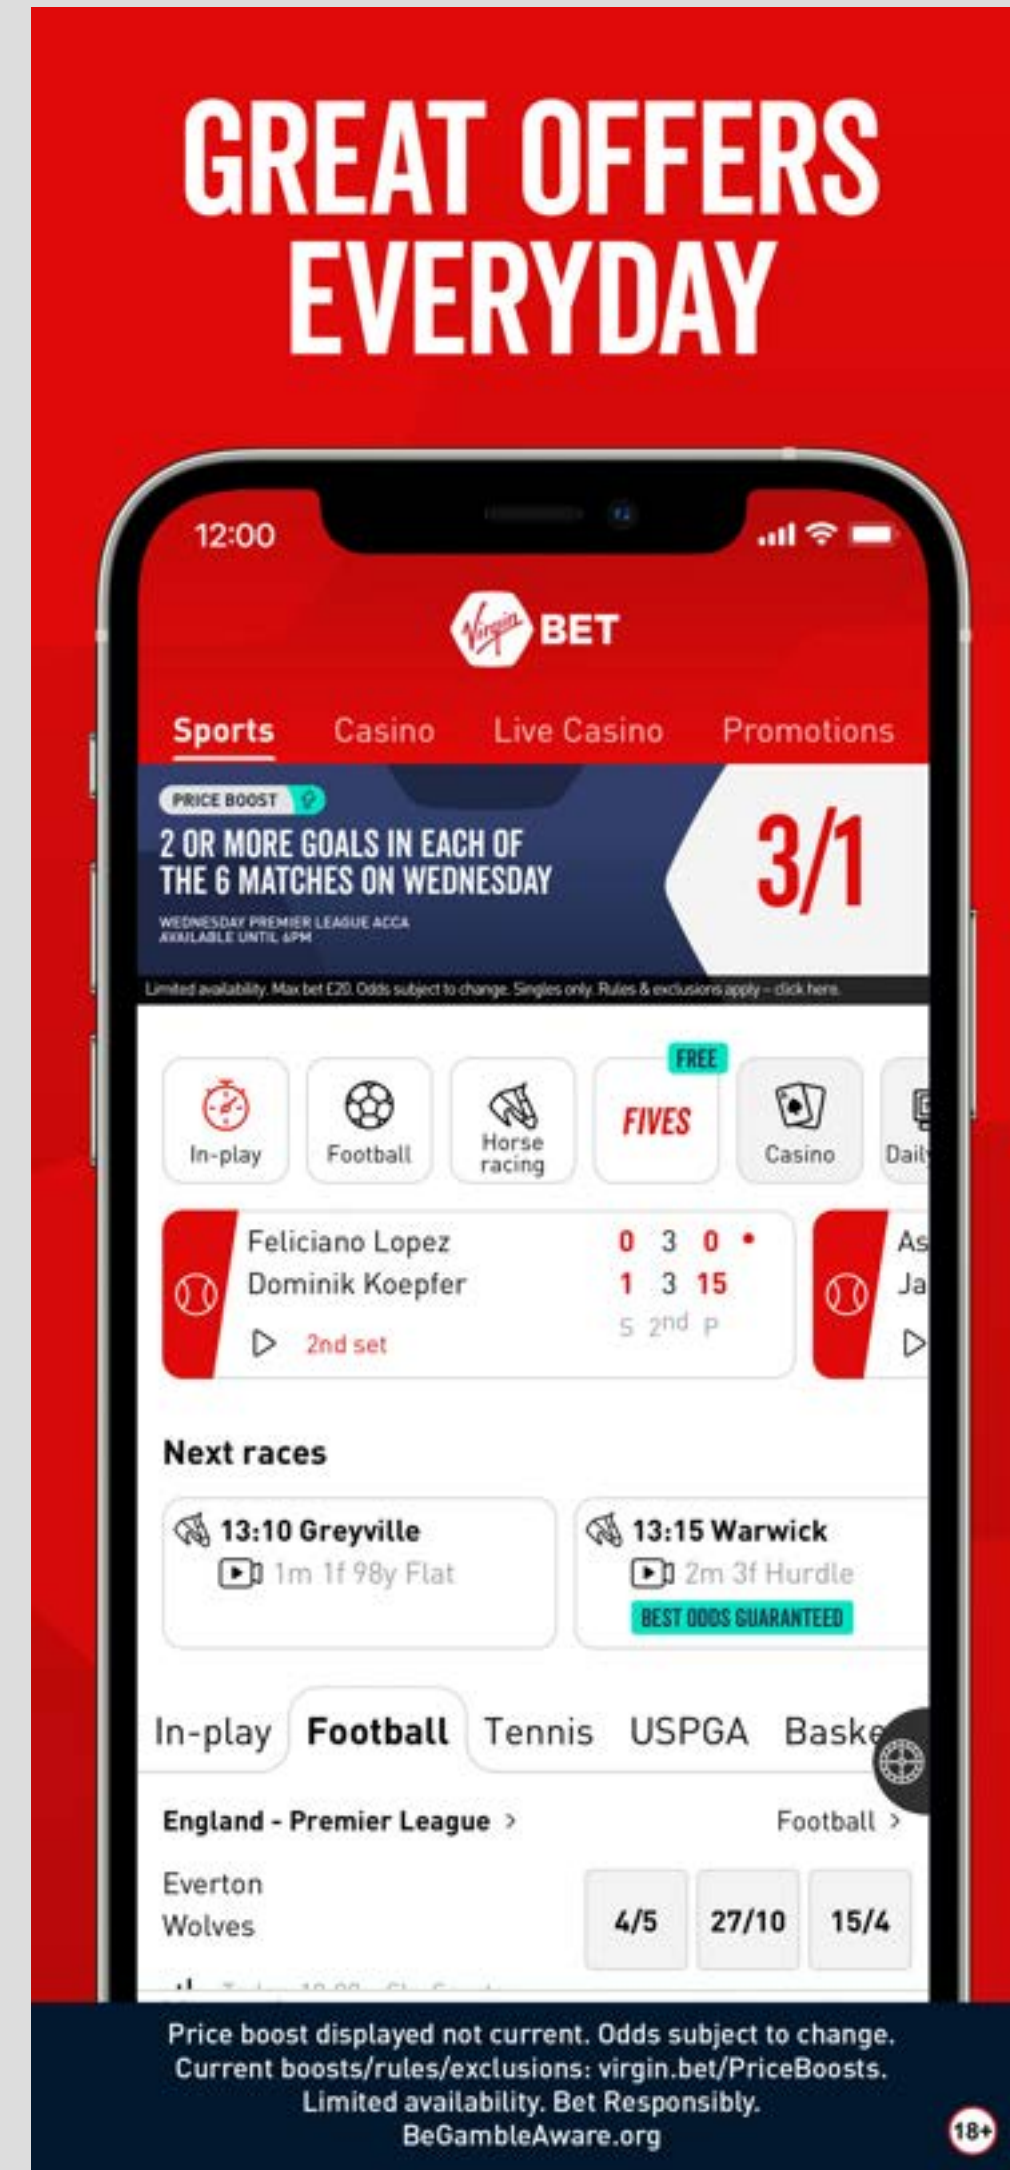 GREAT OFFERS
EVERYDAY
12:00
Virgin BET
Sports Casino Live Casino Promotions
PRICE BOOST
2 OR MORE GOALS IN EACH OF
THE 6 MATCHES ON WEDNESDAY
3/1
WEDNESDAY PREMIER LEAGUE ACCA
AVAILABLE UNTIL 6PM
Limited availability. Max bet £20. Odds subject to change. Singles only. Rules & exclusions apply – click here.
FREE
In-play Football Horse racing FIVES Casino Dail
Feliciano Lopez 0 3 0 As
Dominik Koepfer 1 3 15 Ja
2nd set S 2nd P
Next races
13:10 Greyville 13:15 Warwick
1m 1f 98y Flat 2m 3f Hurdle
BEST ODDS GUARANTEED
In-play Football Tennis USPGA Baske
England - Premier League > Football >
Everton
Wolves
4/5 27/10 15/4
Price boost displayed not current. Odds subject to change.
Current boosts/rules/exclusions: virgin.bet/PriceBoosts.
Limited availability. Bet Responsibly.
BeGambleAware.org
18+